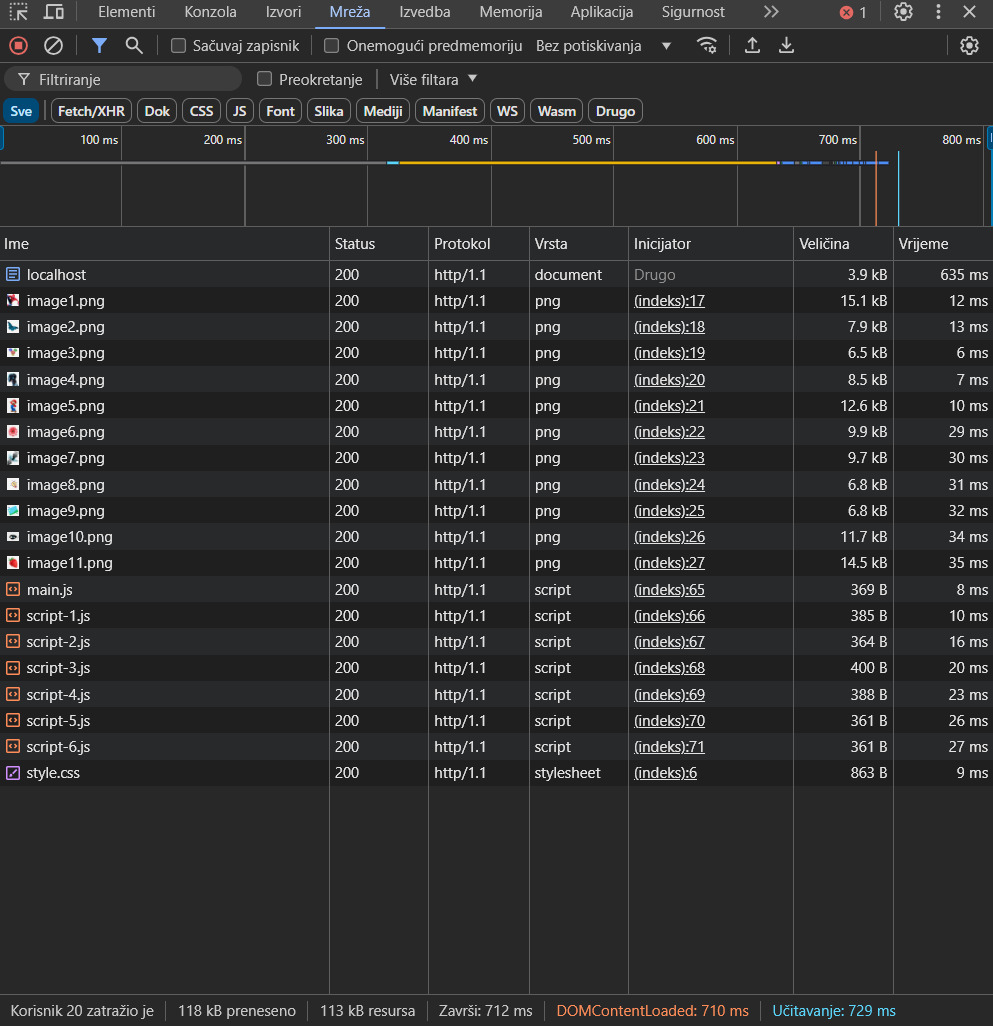 Elementi Konzola Izvori Mreža Izvedba Memorija Aplikacija Sigurnost 1
Sačuvaj zapisnik Onemogući predmemoriju Bez potiskivanja
Filtriranje Preokretanje Više filtara
Sve Fetch/XHR Dok CSS JS Font Slika Mediji Manifest WS Wasm Drugo
100 ms 200 ms 300 ms 400 ms 500 ms 600 ms 700 ms 800 ms
Ime Status Protokol Vrsta Inicijator Veličina Vrijeme
localhost 200 http/1.1 document Drugo 3.9 kB 635 ms
image1.png 200 http/1.1 png (indeks):17 15.1 kB 12 ms
image2.png 200 http/1.1 png (indeks):18 7.9 kB 13 ms
image3.png 200 http/1.1 png (indeks):19 6.5 kB 6 ms
image4.png 200 http/1.1 png (indeks):20 8.5 kB 7 ms
image5.png 200 http/1.1 png (indeks):21 12.6 kB 10 ms
image6.png 200 http/1.1 png (indeks):22 9.9 kB 29 ms
image7.png 200 http/1.1 png (indeks):23 9.7 kB 30 ms
image8.png 200 http/1.1 png (indeks):24 6.8 kB 31 ms
image9.png 200 http/1.1 png (indeks):25 6.8 kB 32 ms
image10.png 200 http/1.1 png (indeks):26 11.7 kB 34 ms
image11.png 200 http/1.1 png (indeks):27 14.5 kB 35 ms
main.js 200 http/1.1 script (indeks):65 369 B 8 ms
script-1.js 200 http/1.1 script (indeks):66 385 B 10 ms
script-2.js 200 http/1.1 script (indeks):67 364 B 16 ms
script-3.js 200 http/1.1 script (indeks):68 400 B 20 ms
script-4.js 200 http/1.1 script (indeks):69 388 B 23 ms
script-5.js 200 http/1.1 script (indeks):70 361 B 26 ms
script-6.js 200 http/1.1 script (indeks):71 361 B 27 ms
style.css 200 http/1.1 stylesheet (indeks):6 863 B 9 ms
Korisnik 20 zatražio je 118 kB preneseno 113 kB resursa Završi: 712 ms DOMContentLoaded: 710 ms Učitavanje: 729 ms